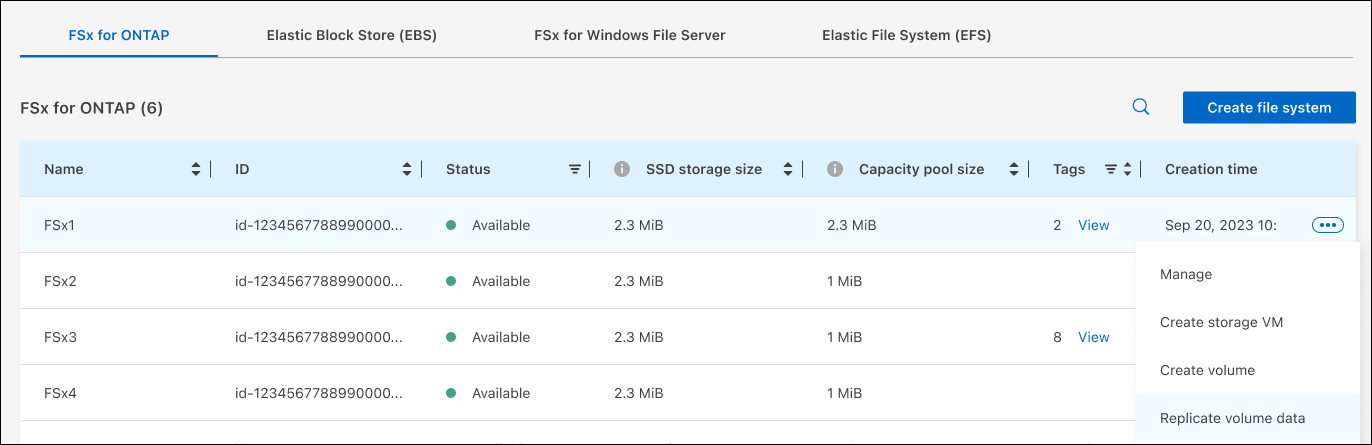 FSx for ONTAP Elastic Block Store (EBS) FSx for Windows File Server Elastic File System (EFS)
FSx for ONTAP (6) Create file system
Name ID Status SSD storage size Capacity pool size Tags Creation time
FSx1 id-1234567788990000... Available 2.3 MiB 2.3 MiB 2 View Sep 20, 2023 10:
FSx2 id-1234567788990000... Available 2.3 MiB 1 MiB
FSx3 id-1234567788990000... Available 2.3 MiB 1 MiB 8 View
FSx4 id-1234567788990000... Available 2.3 MiB 1 MiB
Manage
Create storage VM
Create volume
Replicate volume data